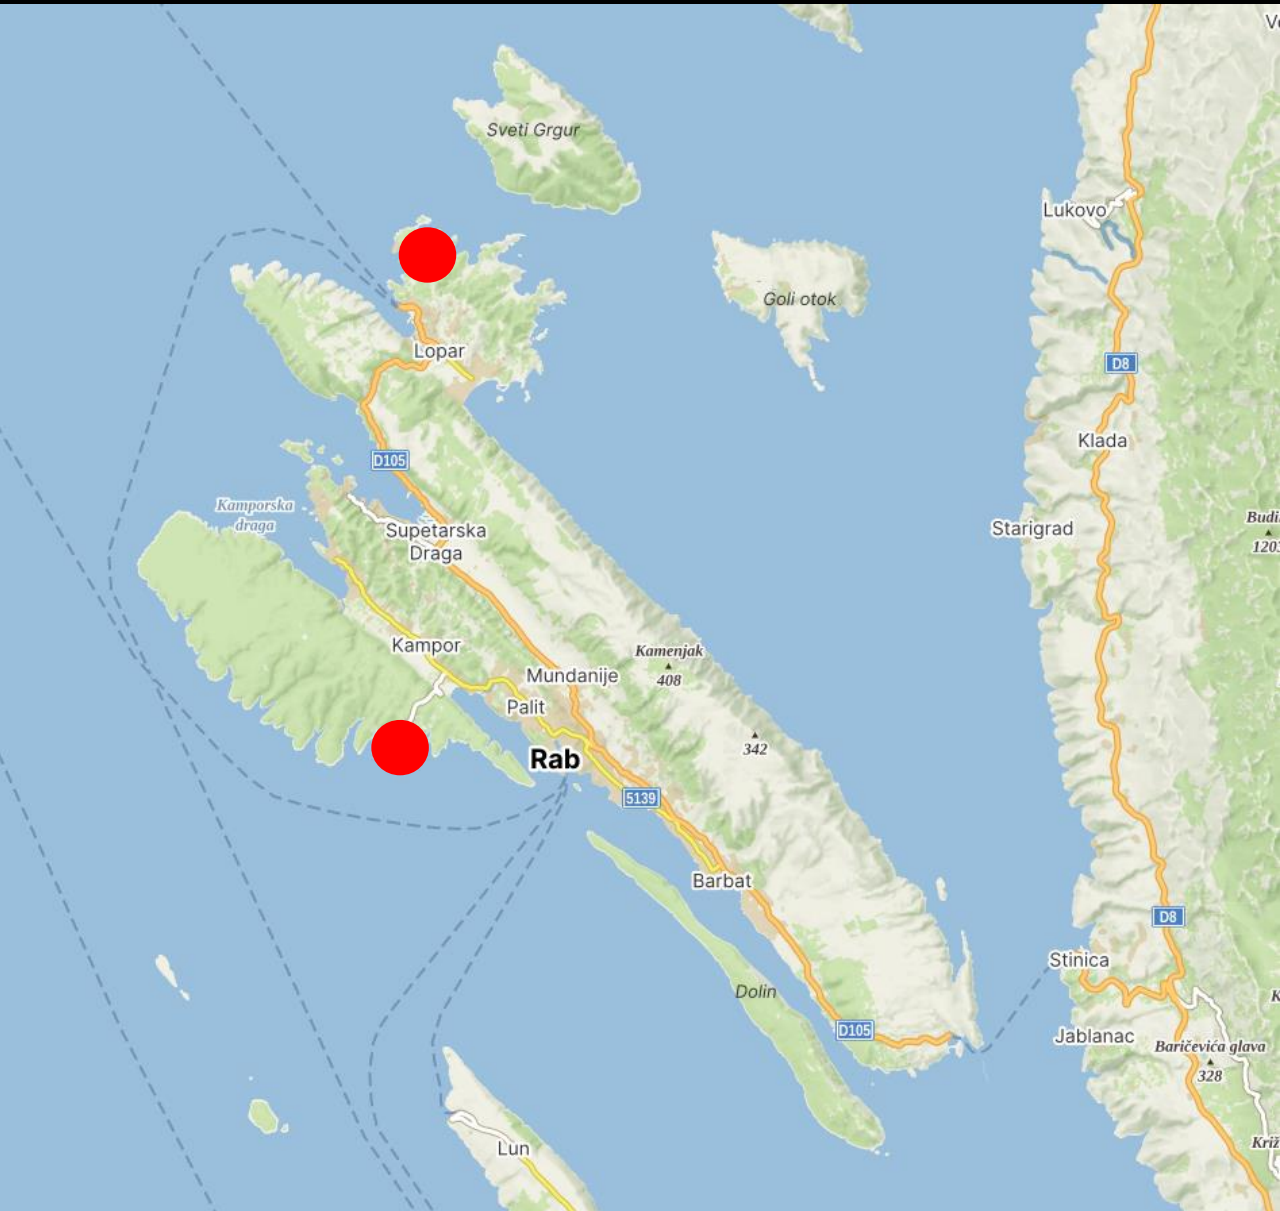 Sveti Grgur
Lukovo
Goli otok
Lopar
D8
Klada
D105
Kamporska
draga
Supetarska
Draga
Starigrad
Kampor
Kamenjak
408
Mundanije
Palit
342
Rab
5139
Barbat
D8
Stinica
Dolin
D105
Jablanac
Baričevića glava
328
Lun